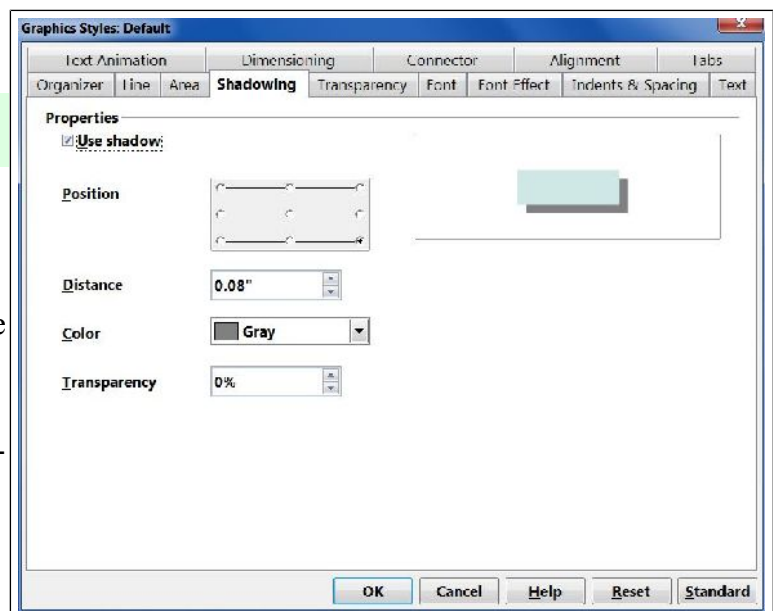 Graphics Styles: Default
Text Animation Dimensioning Connector Alignment Tabs
Organizer Line Area Shadowing Transparency Font Font Effect Indents & Spacing Text
Properties
Use shadow
Position
Distance 0.08"
e
Color Gray
Transparency 0%
-
OK Cancel Help Reset Standard